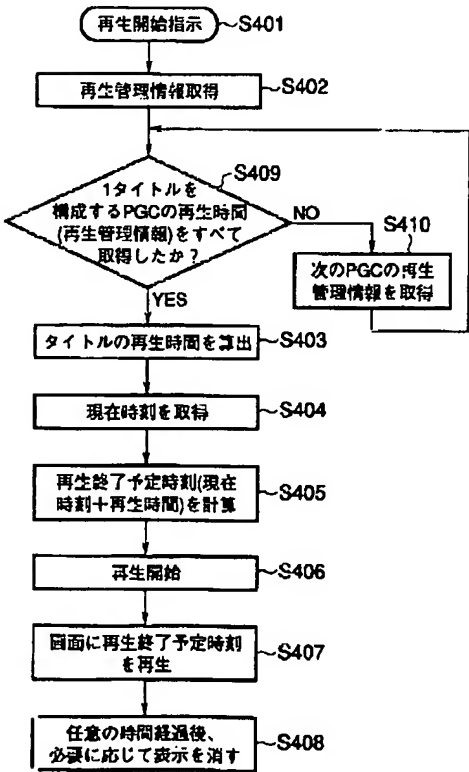 再生開始指示
S401
再生管理情報取得
S402
1タイトルを
構成するPGCの再生時間
(再生管理情報)をすべて
取得したか？
S409
NO
S410
次のPGCの再生
管理情報を取得
YES
タイトルの再生時間を算出
S403
現在時刻を取得
S404
再生終了予定時刻(現在
時刻＋再生時間)を計算
S405
再生開始
S406
画面に再生終了予定時刻
を再生
S407
任意の時間経過後、
必要に応じて表示を消す
S408